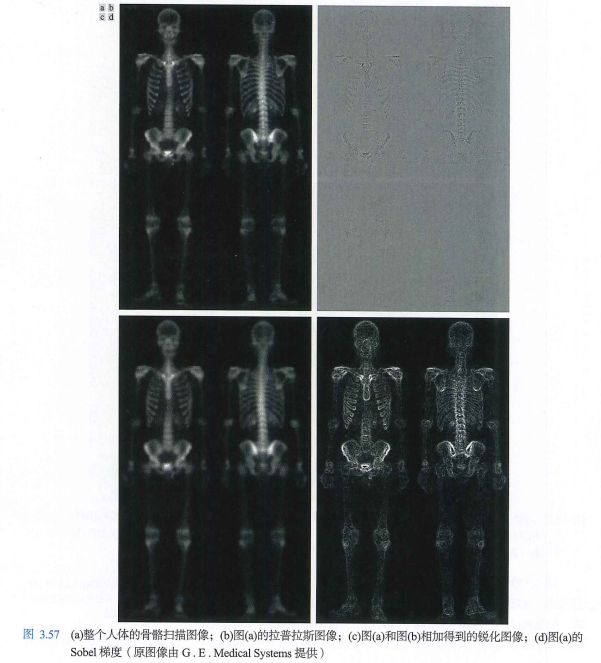 a b
c d
图 3.57 (a)整个人体的骨骼扫描图像；(b)图(a)的拉普拉斯图像；(c)图(a)和图(b)相加得到的锐化图像；(d)图(a)的
Sobel 梯度（原图像由 G . E . Medical Systems 提供）